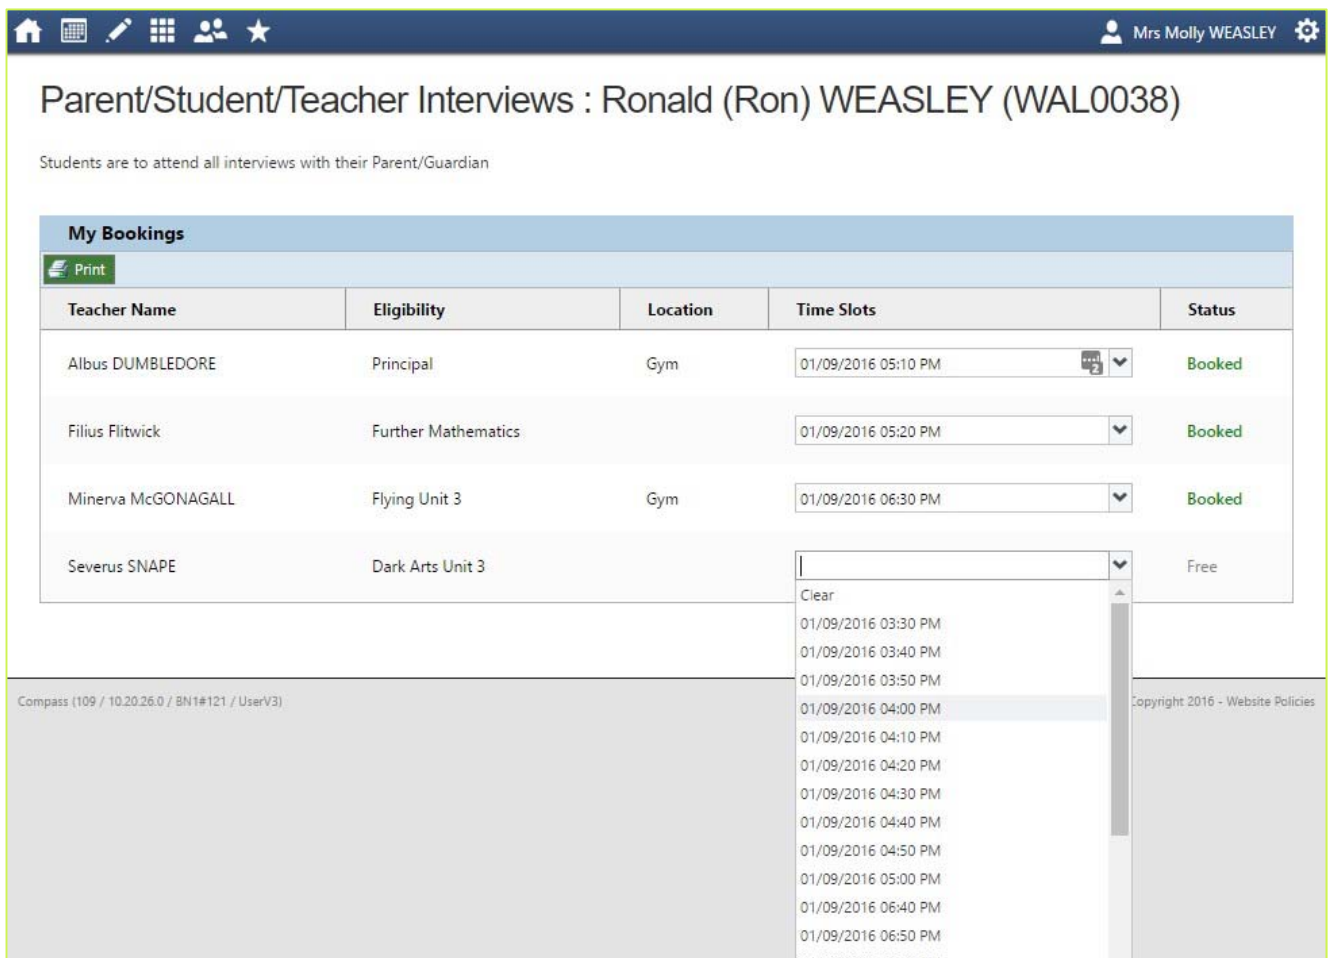 Mrs Molly WEASLEY
Parent/Student/Teacher Interviews : Ronald (Ron) WEASLEY (WAL0038)
Students are to attend all interviews with their Parent/Guardian
My Bookings
Print
Teacher Name Eligibility Location Time Slots Status
Albus DUMBLEDORE Principal Gym 01/09/2016 05:10 PM 2 Booked
Filius Flitwick Further Mathematics 01/09/2016 05:20 PM Booked
Minerva McGONAGALL Flying Unit 3 Gym 01/09/2016 06:30 PM Booked
Severus SNAPE Dark Arts Unit 3 Free
Clear
01/09/2016 03:30 PM
01/09/2016 03:40 PM
01/09/2016 03:50 PM
01/09/2016 04:00 PM
01/09/2016 04:10 PM
01/09/2016 04:20 PM
01/09/2016 04:30 PM
01/09/2016 04:40 PM
01/09/2016 04:50 PM
01/09/2016 05:00 PM
01/09/2016 06:40 PM
01/09/2016 06:50 PM
Compass (109 / 10.20.26.0 / BN1#121 / UserV3)
Copyright 2016 - Website Policies